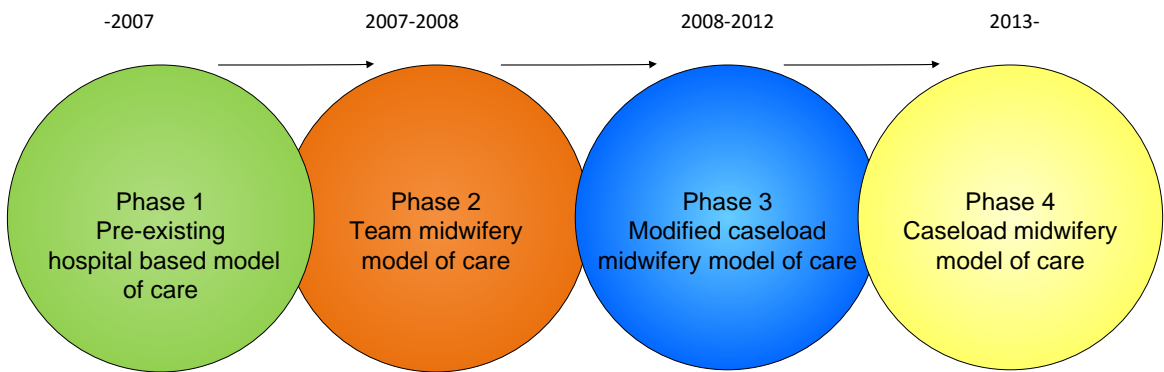 -2007
2007-2008
2008-2012
2013-
Phase 1
Pre-existing
hospital based model
of care
Phase 2
Team midwifery
model of care
Phase 3
Modified caseload
midwifery model of care
Phase 4
Caseload midwifery
model of care